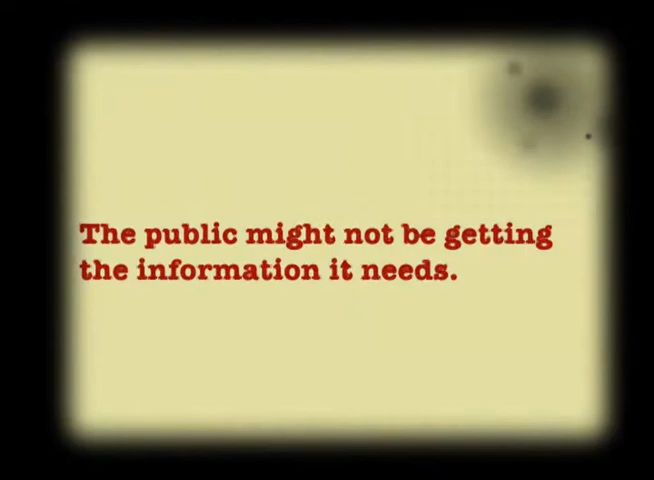 The public might not be getting
the information it needs.